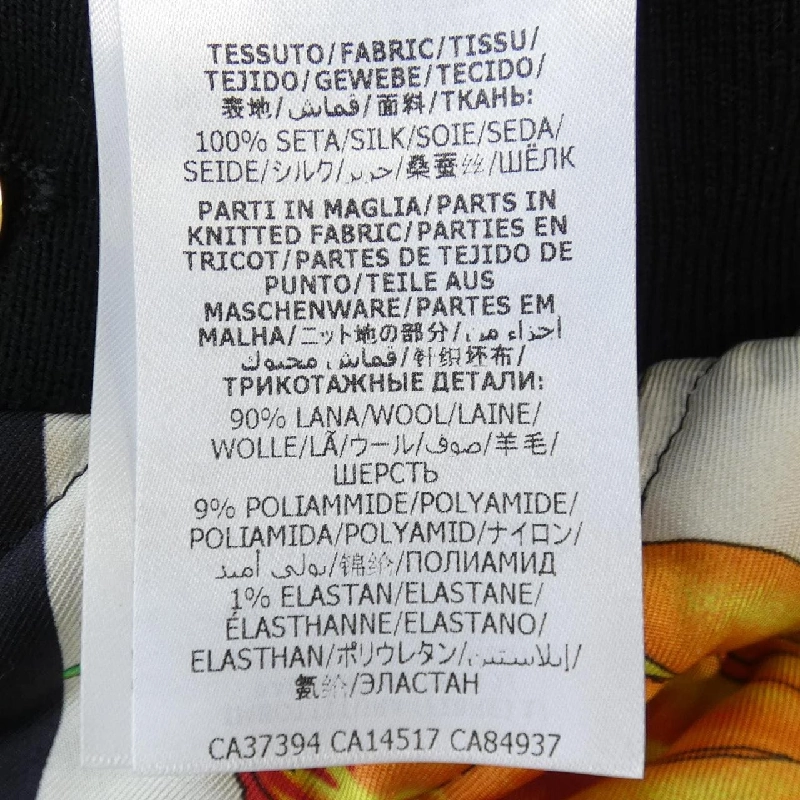 TESSUTO/FABRIC/TISSU/
TEJIDO/GEWEBE/TECIDO/
表地/قماش/面料/ТКАНЬ:
100% SETA/SILK/SOIE/SEDA/
SEIDE/シルク/حرير/桑蚕丝/ШЁЛК
PARTI IN MAGLIA/PARTS IN
KNITTED FABRIC/PARTIES EN
TRICOT/PARTES DE TEJIDO DE
PUNTO/TEILE AUS
MASCHENWARE/PARTES EM
MALHA/ニット地の部分/أجزاء من
قماش محبوك/针织坯布/
ТРИКОТАЖНЫЕ ДЕТАЛИ:
90% LANA/WOOL/LAINE/
WOLLE/LÃ/ウール/صوف/羊毛/
ШЕРСТЬ
9% POLIAMMIDE/POLYAMIDE/
POLIAMIDA/POLYAMID/ナイロン/
بولي أميد/锦纶/ПОЛИАМИД
1% ELASTAN/ELASTANE/
ÉLASTHANNE/ELASTANO/
ELASTHAN/ポリウレタン/إيلاستين/
氨纶/ЭЛАСТАН
CA37394 CA14517 CA84937